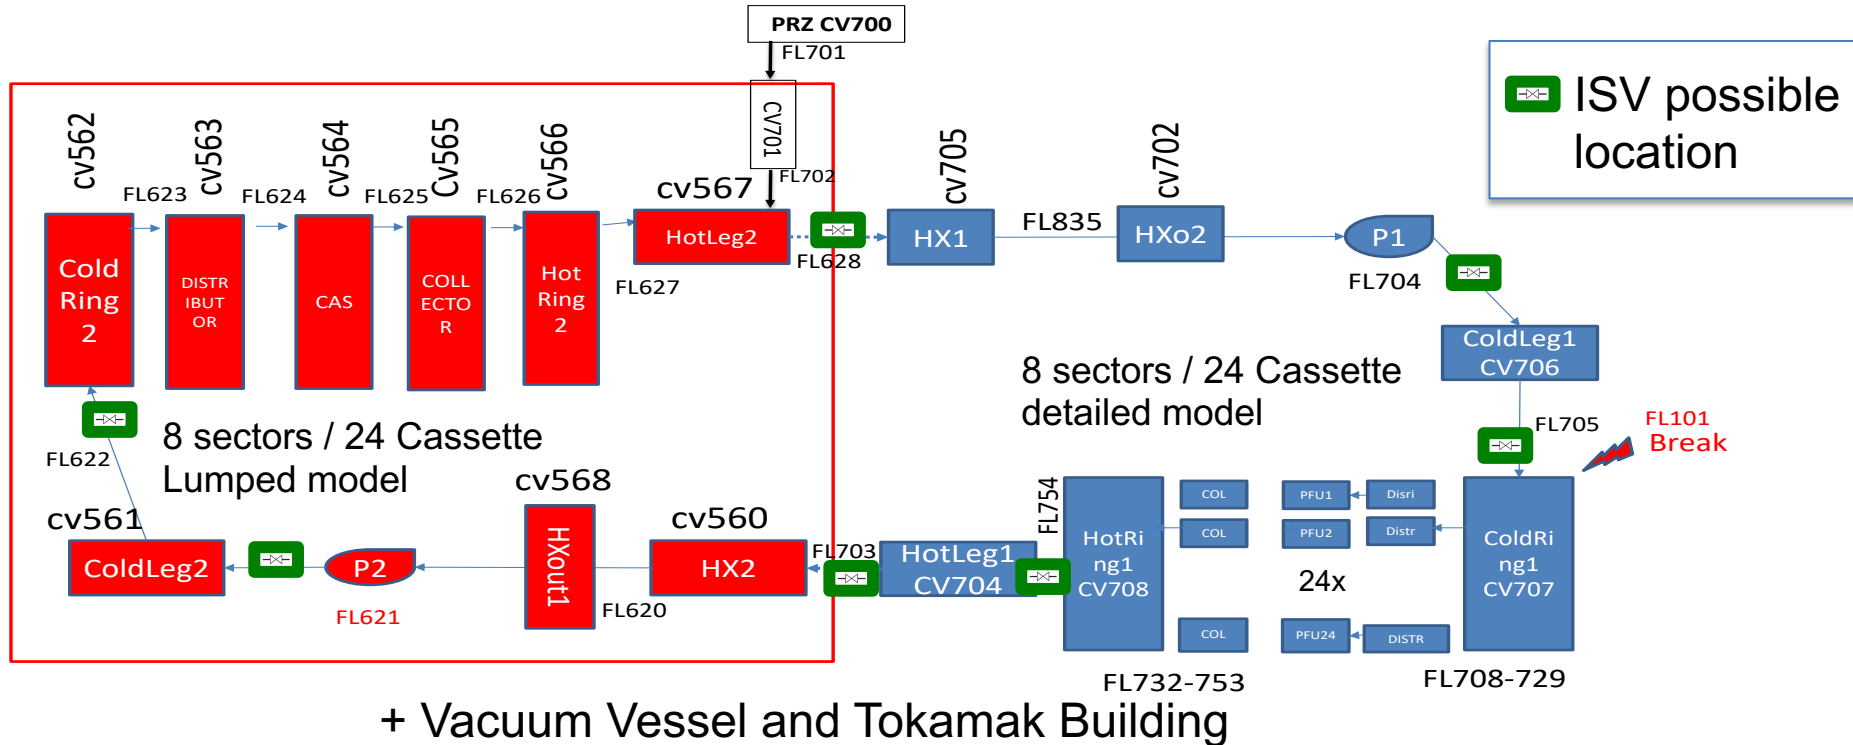 PRZ CV700
FL701
CV701
FL702
ISV possible
location
cv562
cv563
cv564
Cv565
cv566
cv567
cv705
cv702
FL623
FL624
FL625
FL626
FL627
FL628
FL835
Cold
Ring
2
DISTR
IBUT
OR
CAS
COLL
ECTO
R
Hot
Ring
2
HotLeg2
HX1
HXo2
P1
FL704
ColdLeg1
CV706
FL705
FL101
Break
8 sectors / 24 Cassette
Lumped model
8 sectors / 24 Cassette
detailed model
FL622
cv561
ColdLeg2
P2
FL621
cv568
HXout1
FL620
cv560
HX2
FL703
HotLeg1
CV704
FL754
HotRi
ng1
CV708
COL
COL
COL
PFU1
PFU2
24x
PFU24
Disri
Distr
DISTR
ColdRi
ng1
CV707
FL732-753
FL708-729
+ Vacuum Vessel and Tokamak Building